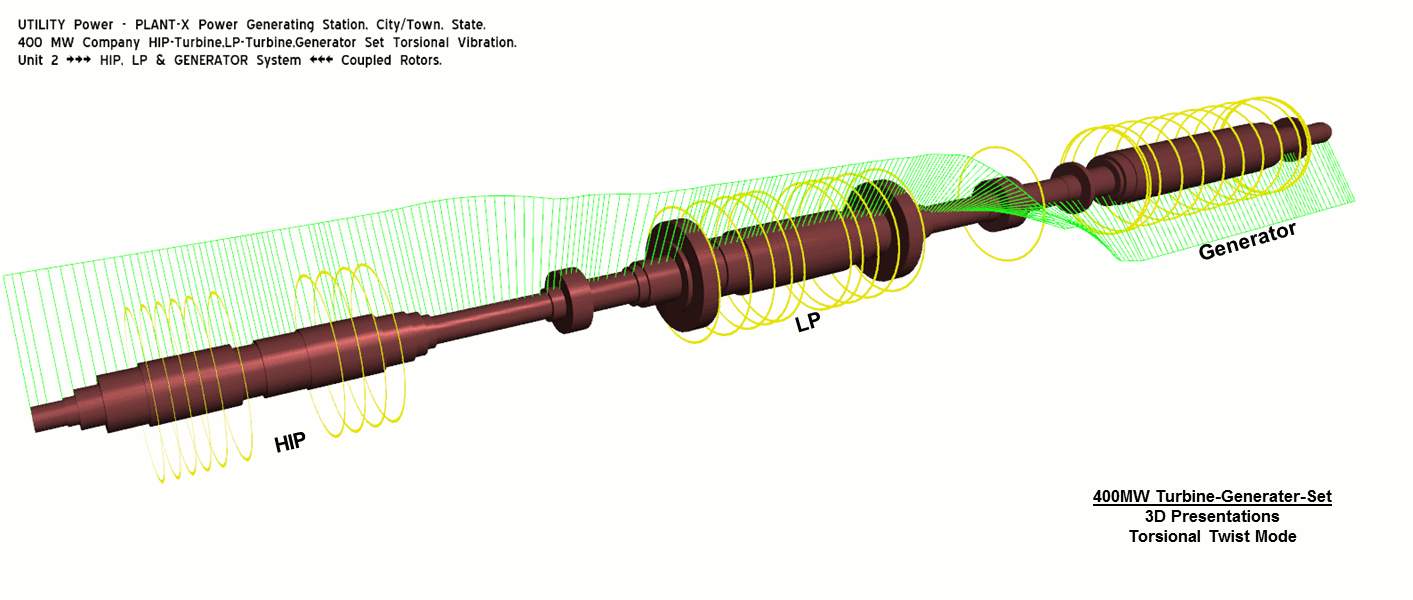 UTILITY Power - PLANT-X Power Generating Station, City/Town, State.
400 MW Company HIP-Turbine,LP-Turbine,Generator Set Torsional Vibration.
Unit 2 →→→ HIP, LP & GENERATOR System ←←← Coupled Rotors.
Generator
LP
HIP
400MW Turbine-Generater-Set
3D Presentations
Torsional Twist Mode